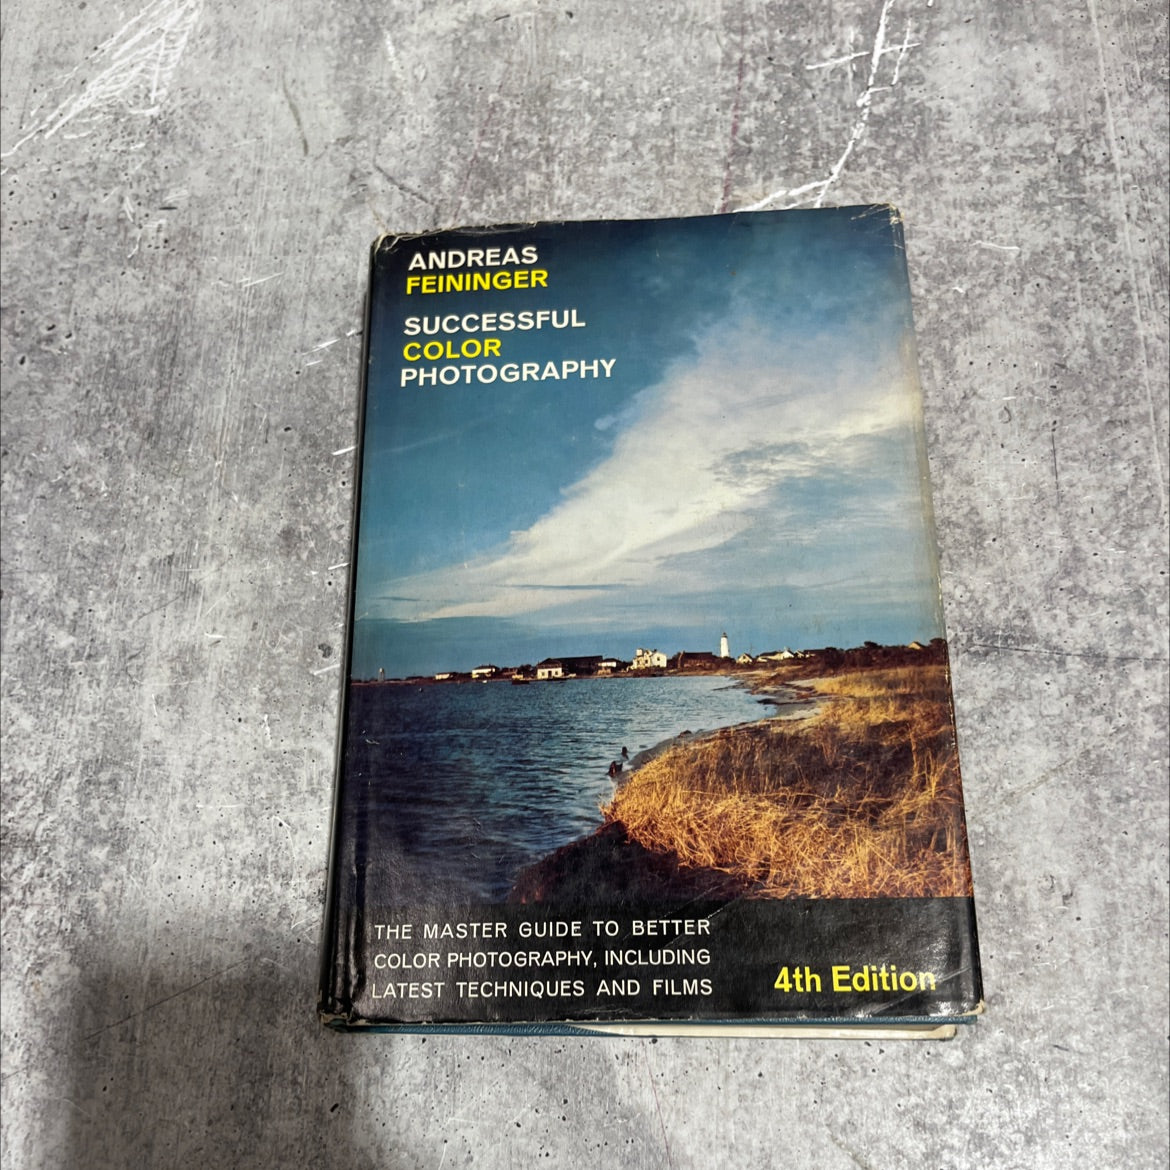 ANDREAS
FEININGER
SUCCESSFUL
COLOR
PHOTOGRAPHY
THE MASTER GUIDE TO BETTER
COLOR PHOTOGRAPHY, INCLUDING
LATEST TECHNIQUES AND FILMS
4th Edition